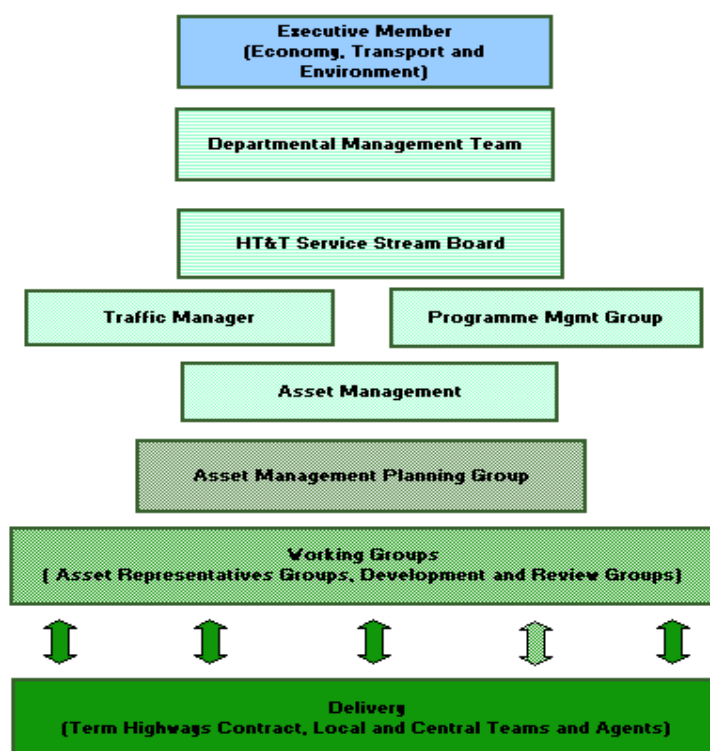 Executive Member
(Economy, Transport and
Environment)
Departmental Management Team
HT&T Service Stream Board
Traffic Manager
Programme Mgmt Group
Asset Management
Asset Management Planning Group
Working Groups
( Asset Representatives Groups, Development and Review Groups)
Delivery
(Term Highways Contract, Local and Central Teams and Agents)